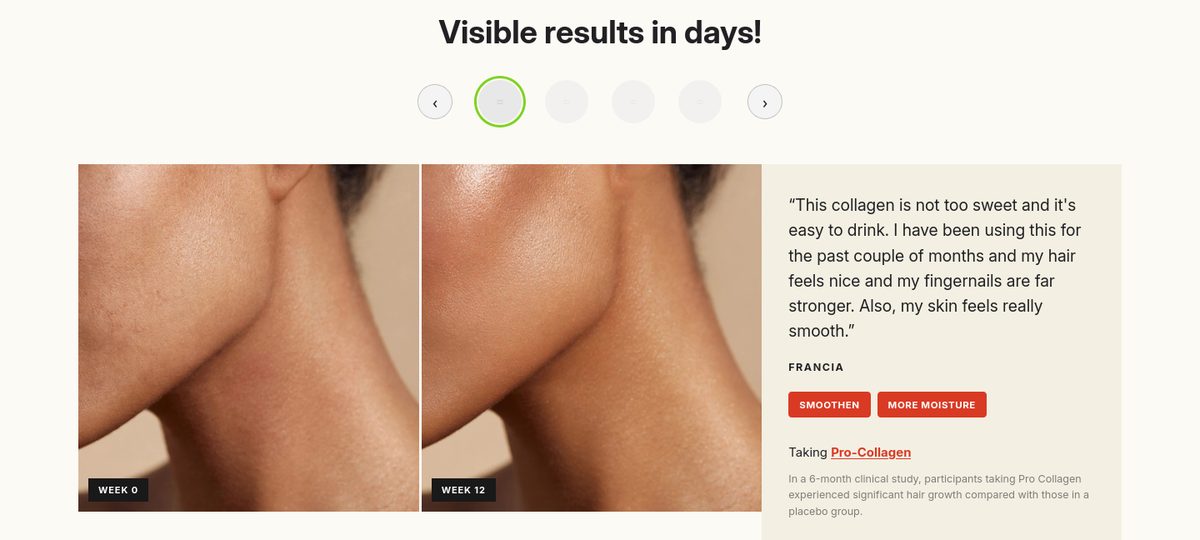 Visible results in days!
‹
›
“This collagen is not too sweet and it's
easy to drink. I have been using this for
the past couple of months and my hair
feels nice and my fingernails are far
stronger. Also, my skin feels really
smooth.”
FRANCIA
SMOOTHEN MORE MOISTURE
Taking Pro-Collagen
In a 6-month clinical study, participants taking Pro Collagen
experienced significant hair growth compared with those in a
placebo group.
WEEK 0
WEEK 12